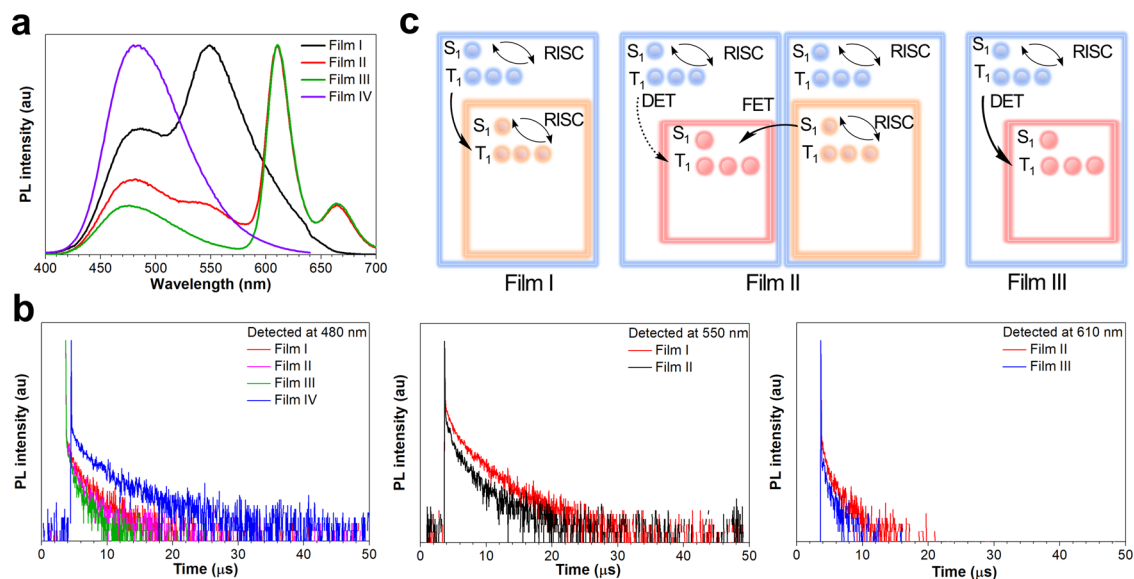 a
PL intensity (au)
Film I
Film II
Film III
Film IV
400 450 500 550 600 650 700
Wavelength (nm)
c
S1 RISC
T1
RISC
S1
T1
Film I
S1 RISC
T1
DET
S1
T1
FET
S1 RISC
T1
S1 RISC
T1
Film II
S1 RISC
T1
DET
S1
T1
Film III
b
PL intensity (au)
Detected at 480 nm
Film I
Film II
Film III
Film IV
0 10 20 30 40 50
Time (μs)
PL intensity (au)
Detected at 550 nm
Film I
Film II
0 10 20 30 40 50
Time (μs)
PL intensity (au)
Detected at 610 nm
Film II
Film III
0 10 20 30 40 50
Time (μs)